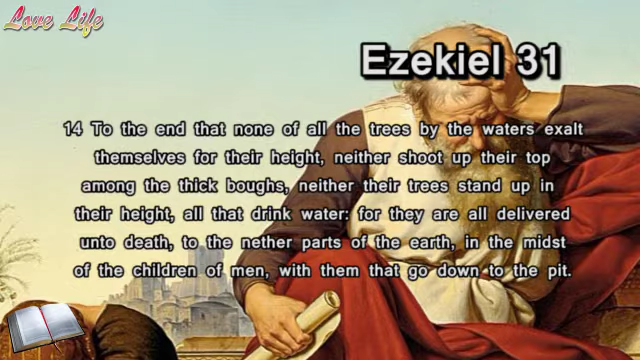 Love Life
Ezekiel 31
14 To the end that none of all the trees by the waters exalt
themselves for their height, neither shoot up their top
among the thick boughs, neither their trees stand up in
their height, all that drink water: for they are all delivered
unto death, to the nether parts of the earth, in the midst
of the children of men, with them that go down to the pit.